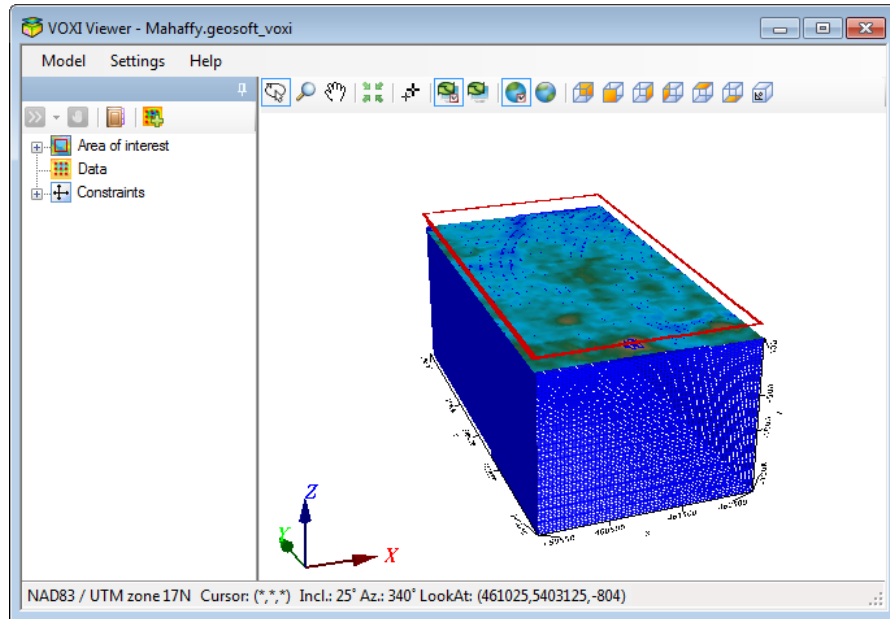 VOXI Viewer - Mahaffy.geosoft_voxi
Model Settings Help
Area of interest
Data
Constraints
Z
Y
X
X
NAD83 / UTM zone 17N Cursor: (*,*,*) Incl.: 25° Az.: 340° LookAt: (461025,5403125,-804)